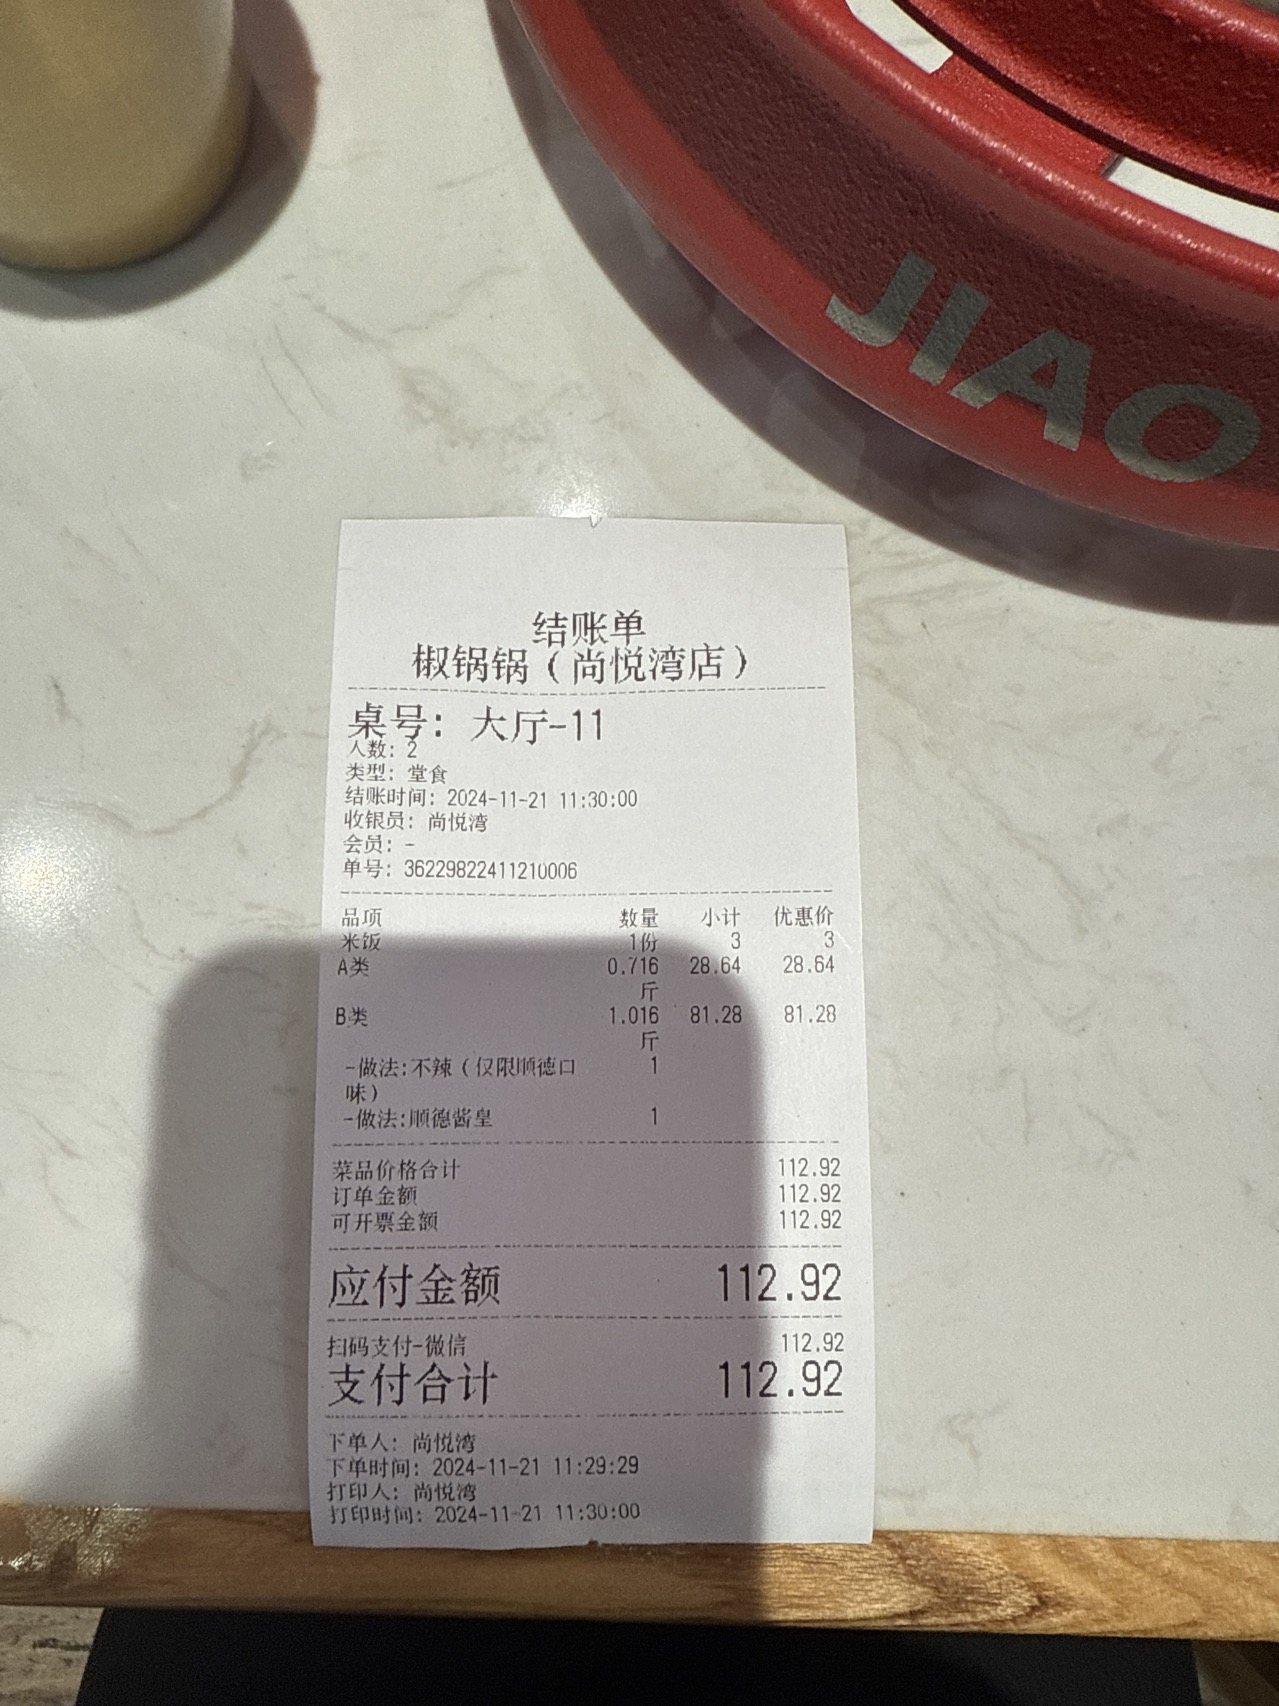 JIAO
结账单
椒锅锅（尚悦湾店）
桌号: 大厅-11
人数: 2
类型: 堂食
结账时间: 2024-11-21 11:30:00
收银员: 尚悦湾
会员: -
单号: 36229822411210006
品项 数量 小计 优惠价
米饭 1份 3 3
A类 0.716 28.64 28.64
斤
B类 1.016 81.28 81.28
斤
-做法:不辣（仅限顺德口 1
味）
-做法:顺德酱皇 1
菜品价格合计 112.92
订单金额 112.92
可开票金额 112.92
应付金额 112.92
扫码支付-微信 112.92
支付合计 112.92
下单人: 尚悦湾
下单时间: 2024-11-21 11:29:29
打印人: 尚悦湾
打印时间: 2024-11-21 11:30:00